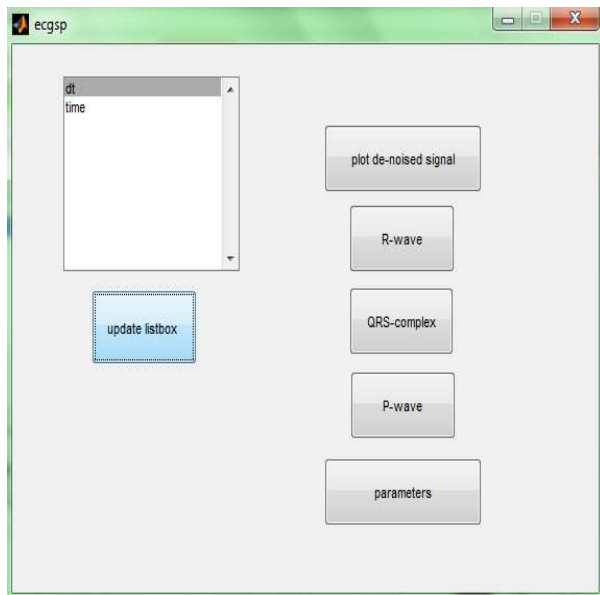 ecgsp
dt
time
update listbox
plot de-noised signal
R-wave
QRS-complex
P-wave
parameters